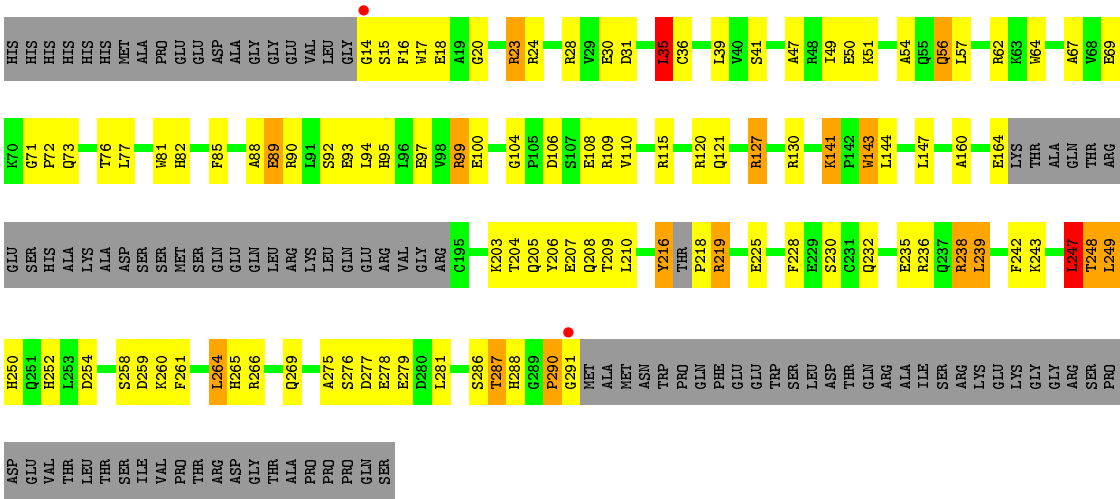 HIS HIS HIS HIS HIS HIS HIS MET ALA PRO GLU GLU ASP ALA GLY GLY GLU VAL LEU GLY G14 S15 F16 W17 E18 A19 G20 R23 R24 R28 V29 E30 D31 L35 C36 L39 V40 S41 A47 R48 I49 E50 K51 A54 Q55 Q56 L57 R62 K63 W64 A67 V68 E69
K70 G71 P72 Q73 T76 L77 W81 H82 F85 A88 E89 R90 L91 S92 E93 L94 H95 L96 E97 V98 R99 E100 G104 P105 D106 S107 E108 R109 V110 R115 R120 Q121 R127 R130 K141 P142 W143 L144 L147 A160 E164 LYS THR ALA GLN THR ARG
GLU SER HIS ALA LYS ALA ASP SER SER MET SER GLN GLU GLN LEU ARG LYS LEU GLN GLU ARG VAL GLY ARG C195 K203 T204 Q205 Y206 E207 Q208 T209 L210 Y216 THR P218 R219 E225 F228 E229 S230 C231 Q232 E235 R236 Q237 R238 L239 F242 K243 L247 T248 L249
H250 Q251 H252 L253 D254 S258 D259 K260 F261 L264 H265 R266 Q269 A275 S276 D277 E278 E279 D280 L281 S286 T287 H288 G289 P290 G291 MET ALA MET ASN TRP PRO GLN PHE GLU GLU TRP SER LEU ASP THR GLN ARG ALA ILE SER ARG LYS GLU LYS GLY GLY ARG SER PRO
ASP GLU VAL THR LEU THR SER ILE VAL PRO THR ARG ASP GLY THR ALA PRO PRO PRO GLN SER